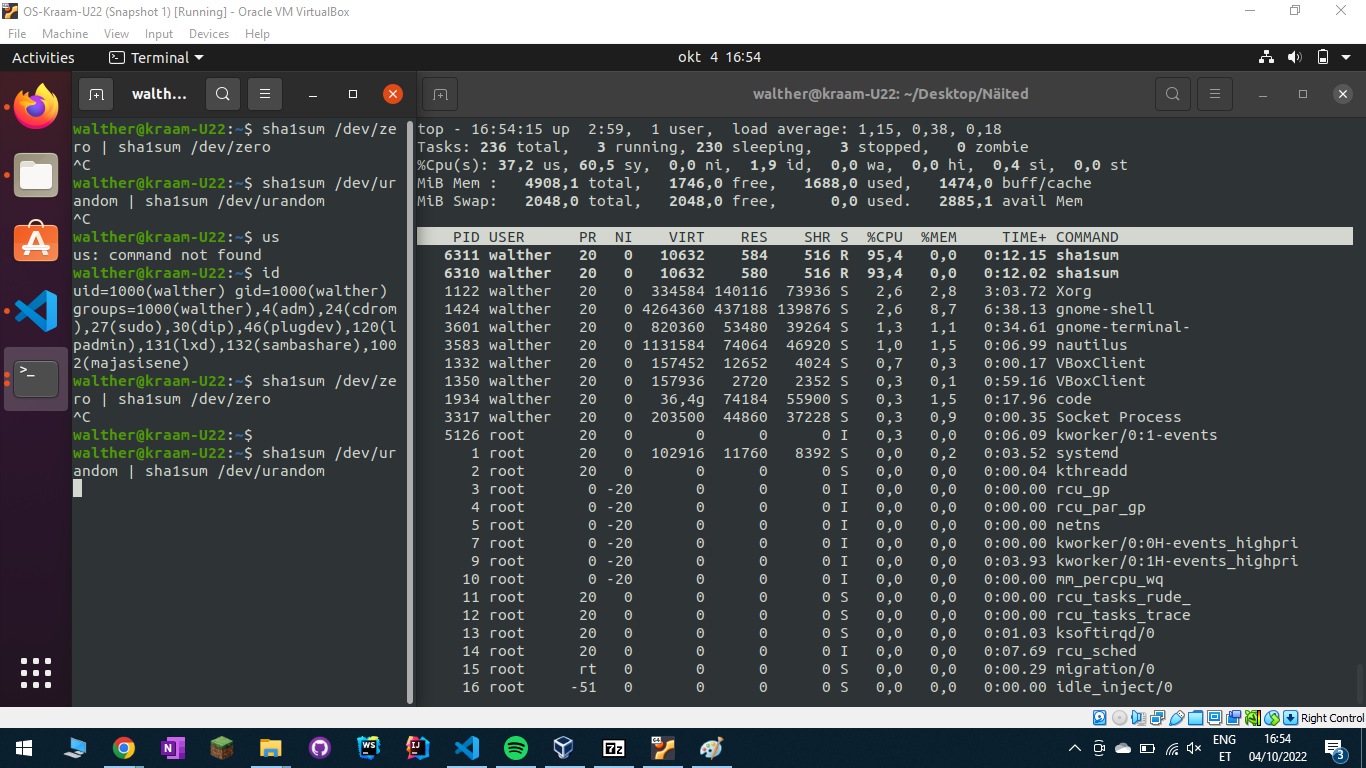 OS-Kraam-U22 (Snapshot 1) [Running] - Oracle VM VirtualBox
File Machine View Input Devices Help
Activities Terminal okt 4 16:54
walth...
walther@kraam-U22:~$ sha1sum /dev/ze
ro | sha1sum /dev/zero
^C
walther@kraam-U22:~$ sha1sum /dev/ur
andom | sha1sum /dev/urandom
^C
walther@kraam-U22:~$ us
us: command not found
walther@kraam-U22:~$ id
uid=1000(walther) gid=1000(walther)
groups=1000(walther),4(adm),24(cdrom
),27(sudo),30(dip),46(plugdev),120(l
padmin),131(lxd),132(sambashare),100
2(majasisene)
walther@kraam-U22:~$ sha1sum /dev/ze
ro | sha1sum /dev/zero
^C
walther@kraam-U22:~$
walther@kraam-U22:~$ sha1sum /dev/ur
andom | sha1sum /dev/urandom
walther@kraam-U22: ~/Desktop/Näited
top - 16:54:15 up 2:59, 1 user, load average: 1,15, 0,38, 0,18
Tasks: 236 total, 3 running, 230 sleeping, 3 stopped, 0 zombie
%Cpu(s): 37,2 us, 60,5 sy, 0,0 ni, 1,9 id, 0,0 wa, 0,0 hi, 0,4 si, 0,0 st
MiB Mem : 4908,1 total, 1746,0 free, 1688,0 used, 1474,0 buff/cache
MiB Swap: 2048,0 total, 2048,0 free, 0,0 used. 2885,1 avail Mem
PID USER PR NI VIRT RES SHR S %CPU %MEM TIME+ COMMAND
6311 walther 20 0 10632 584 516 R 95,4 0,0 0:12.15 sha1sum
6310 walther 20 0 10632 580 516 R 93,4 0,0 0:12.02 sha1sum
1122 walther 20 0 334584 140116 73936 S 2,6 2,8 3:03.72 Xorg
1424 walther 20 0 4264360 437188 139876 S 2,6 8,7 6:38.13 gnome-shell
3601 walther 20 0 820360 53480 39264 S 1,3 1,1 0:34.61 gnome-terminal-
3583 walther 20 0 1131584 74064 46920 S 1,0 1,5 0:06.99 nautilus
1332 walther 20 0 157452 12652 4024 S 0,7 0,3 0:00.17 VBoxClient
1350 walther 20 0 157936 2720 2352 S 0,3 0,1 0:59.16 VBoxClient
1934 walther 20 0 36,4g 74184 55900 S 0,3 1,5 0:17.96 code
3317 walther 20 0 203500 44860 37228 S 0,3 0,9 0:00.35 Socket Process
5126 root 20 0 0 0 0 I 0,3 0,0 0:06.09 kworker/0:1-events
1 root 20 0 102916 11760 8392 S 0,0 0,2 0:03.52 systemd
2 root 20 0 0 0 0 S 0,0 0,0 0:00.04 kthreadd
3 root 0 -20 0 0 0 I 0,0 0,0 0:00.00 rcu_gp
4 root 0 -20 0 0 0 I 0,0 0,0 0:00.00 rcu_par_gp
5 root 0 -20 0 0 0 I 0,0 0,0 0:00.00 netns
7 root 0 -20 0 0 0 I 0,0 0,0 0:00.00 kworker/0:0H-events_highpri
9 root 0 -20 0 0 0 I 0,0 0,0 0:03.93 kworker/0:1H-events_highpri
10 root 0 -20 0 0 0 I 0,0 0,0 0:00.00 mm_percpu_wq
11 root 20 0 0 0 0 S 0,0 0,0 0:00.00 rcu_tasks_rude_
12 root 20 0 0 0 0 S 0,0 0,0 0:00.00 rcu_tasks_trace
13 root 20 0 0 0 0 S 0,0 0,0 0:01.03 ksoftirqd/0
14 root 20 0 0 0 0 I 0,0 0,0 0:07.69 rcu_sched
15 root rt 0 0 0 0 S 0,0 0,0 0:00.29 migration/0
16 root -51 0 0 0 0 S 0,0 0,0 0:00.00 idle_inject/0
Right Control
ENG 16:54
ET 04/10/2022
3